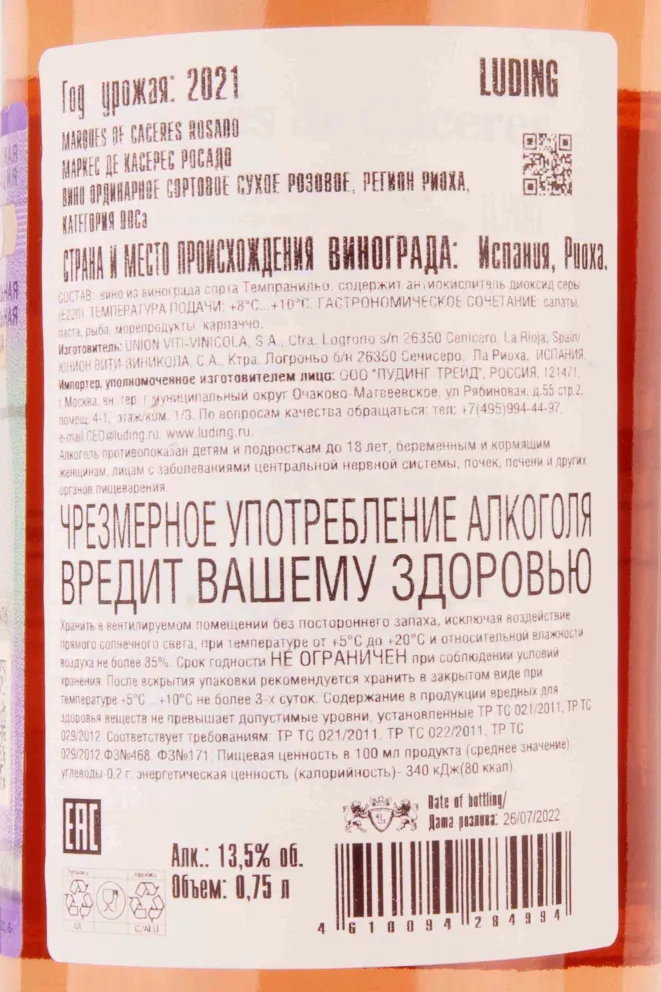 Год урожая: 2021
LUDING
MARQUES DE CACERES ROSADO
МАРКЕС ДЕ КАСЕРЕС РОСАДО
ВИНО ОРДИНАРНОЕ СОРТОВОЕ СУХОЕ РОЗОВОЕ, РЕГИОН РИОХА,
КАТЕГОРИЯ DOCa
СТРАНА И МЕСТО ПРОИСХОЖДЕНИЯ ВИНОГРАДА: Испания, Риоха.
СОСТАВ: вино из винограда сорта Темпранильо, содержит антиокислитель диоксид серы
(Е220). ТЕМПЕРАТУРА ПОДАЧИ: +8°С...+10°С. ГАСТРОНОМИЧЕСКОЕ СОЧЕТАНИЕ: салаты,
паста, рыба, морепродукты, карпаччо.
Изготовитель: UNION VITI-VINICOLA, S.A., Ctra. Logrono s/n 26350 Cenicero, La Rioja, Spain/
ЮНИОН ВИТИ ВИНИКОЛА, С.А., Ктра. Логроньо б/н 26350 Сенисеро, Ла Риоха, ИСПАНИЯ.
Импортер, уполномоченное изготовителем лицо: ООО "ЛУДИНГ ТРЕЙД", РОССИЯ, 121471,
г.Москва, вн. тер. г. муниципальный округ Очаково-Матвеевское, ул Рябиновая, д.55 стр.2,
помещ. 4-1, этаж/ком. 1/3. По вопросам качества обращаться: тел: +7(495)994-44-97,
e-mail.CEO@luding.ru, www.luding.ru.
Алкоголь противопоказан детям и подросткам до 18 лет, беременным и кормящим
женщинам, лицам с заболеваниями центральной нервной системы, почек, печени и других
органов пищеварения.
ЧРЕЗМЕРНОЕ УПОТРЕБЛЕНИЕ АЛКОГОЛЯ
ВРЕДИТ ВАШЕМУ ЗДОРОВЬЮ
Хранить в вентилируемом помещении без постороннего запаха, исключая воздействие
прямого солнечного света, при температуре от +5°С до +20°С и относительной влажности
воздуха не более 85%. Срок годности НЕ ОГРАНИЧЕН при соблюдении условий
хранения. После вскрытия упаковки рекомендуется хранить в закрытом виде при
температуре +5°С...+10°С не более 3-х суток. Содержание в продукции вредных для
здоровья веществ не превышает допустимые уровни, установленные ТР ТС 021/2011, ТР ТС
029/2012. Соответствует требованиям: ТР ТС 021/2011, ТР ТС 022/2011, ТР ТС
029/2012,ФЗ№468, ФЗ№171. Пищевая ценность в 100 мл продукта (среднее значение)
углеводы-0,2 г; энергетическая ценность (калорийность)- 340 кДж(80 ккал).
EAC
Алк.: 13,5% об.
Объем: 0,75 л
Date of bottling/
Дата розлива: 26/07/2022
C/ALU
4 610094 284994